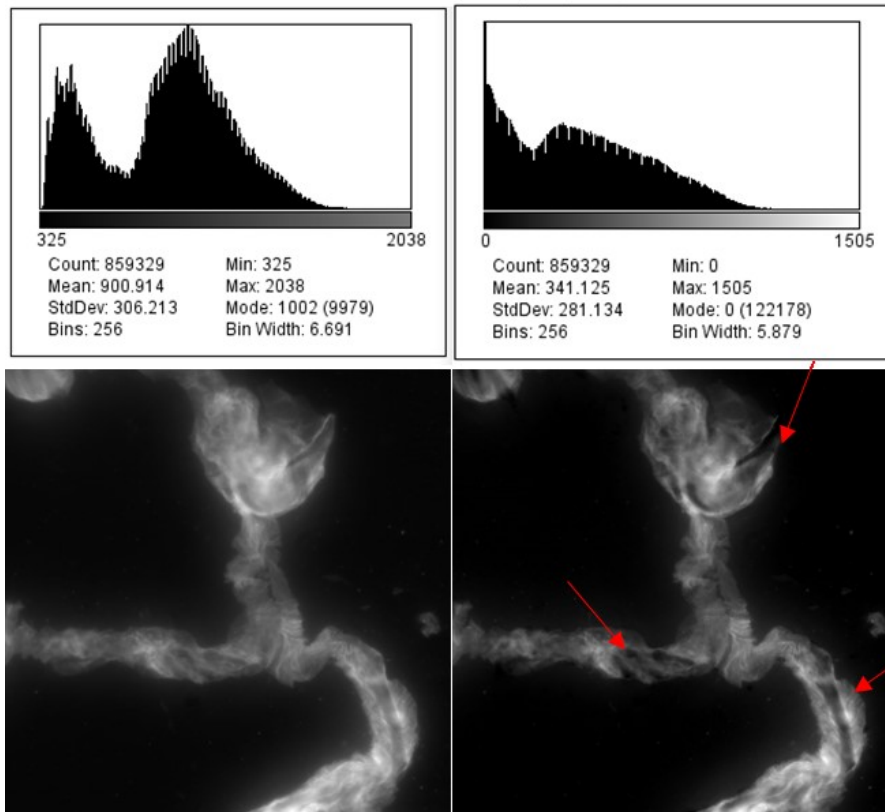 325 2038
Count: 859329 Min: 325
Mean: 900.914 Max: 2038
StdDev: 306.213 Mode: 1002 (9979)
Bins: 256 Bin Width: 6.691
0 1505
Count: 859329 Min: 0
Mean: 341.125 Max: 1505
StdDev: 281.134 Mode: 0 (122178)
Bins: 256 Bin Width: 5.879